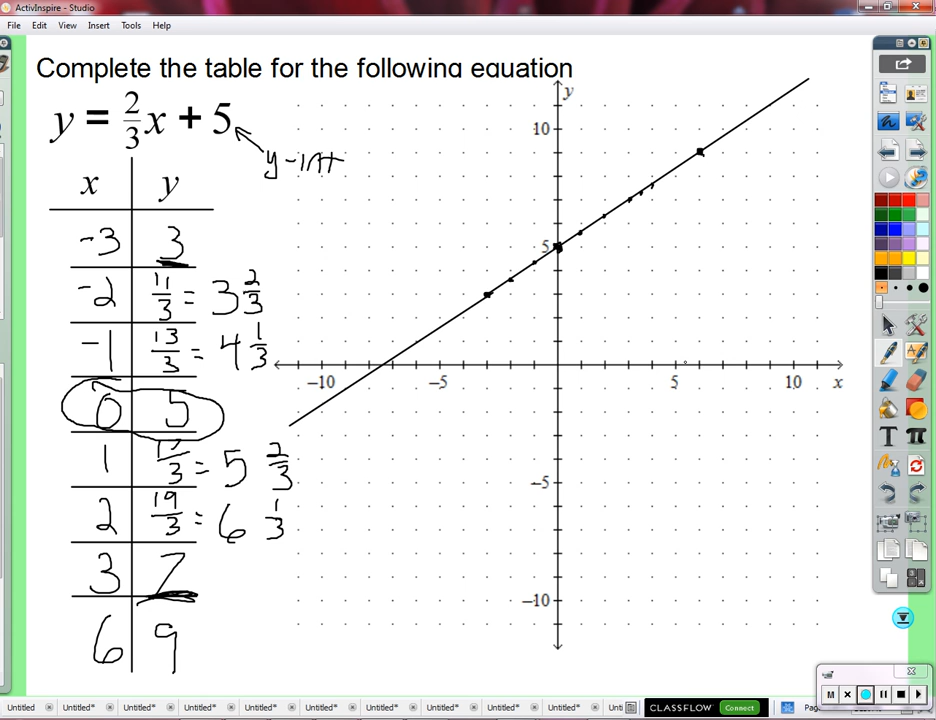 ActivInspire - Studio
File Edit View Insert Tools Help
Complete the table for the following equation
y = 2/3 x + 5
y-int
x y
-3 3
-2 11/3 = 3 2/3
-1 13/3 = 4 1/3
0 5
1 17/3 = 5 2/3
2 19/3 = 6 1/3
3 7
6 9
y
10
5
-10 -5 5 10 x
-5
-10
T π
M
Untitled Untitled* Untitled* Untitled* Untitled* Untitled* Untitled* Untitled* Untitled* Untitled* Unti CLASSFLOW Connect Pag